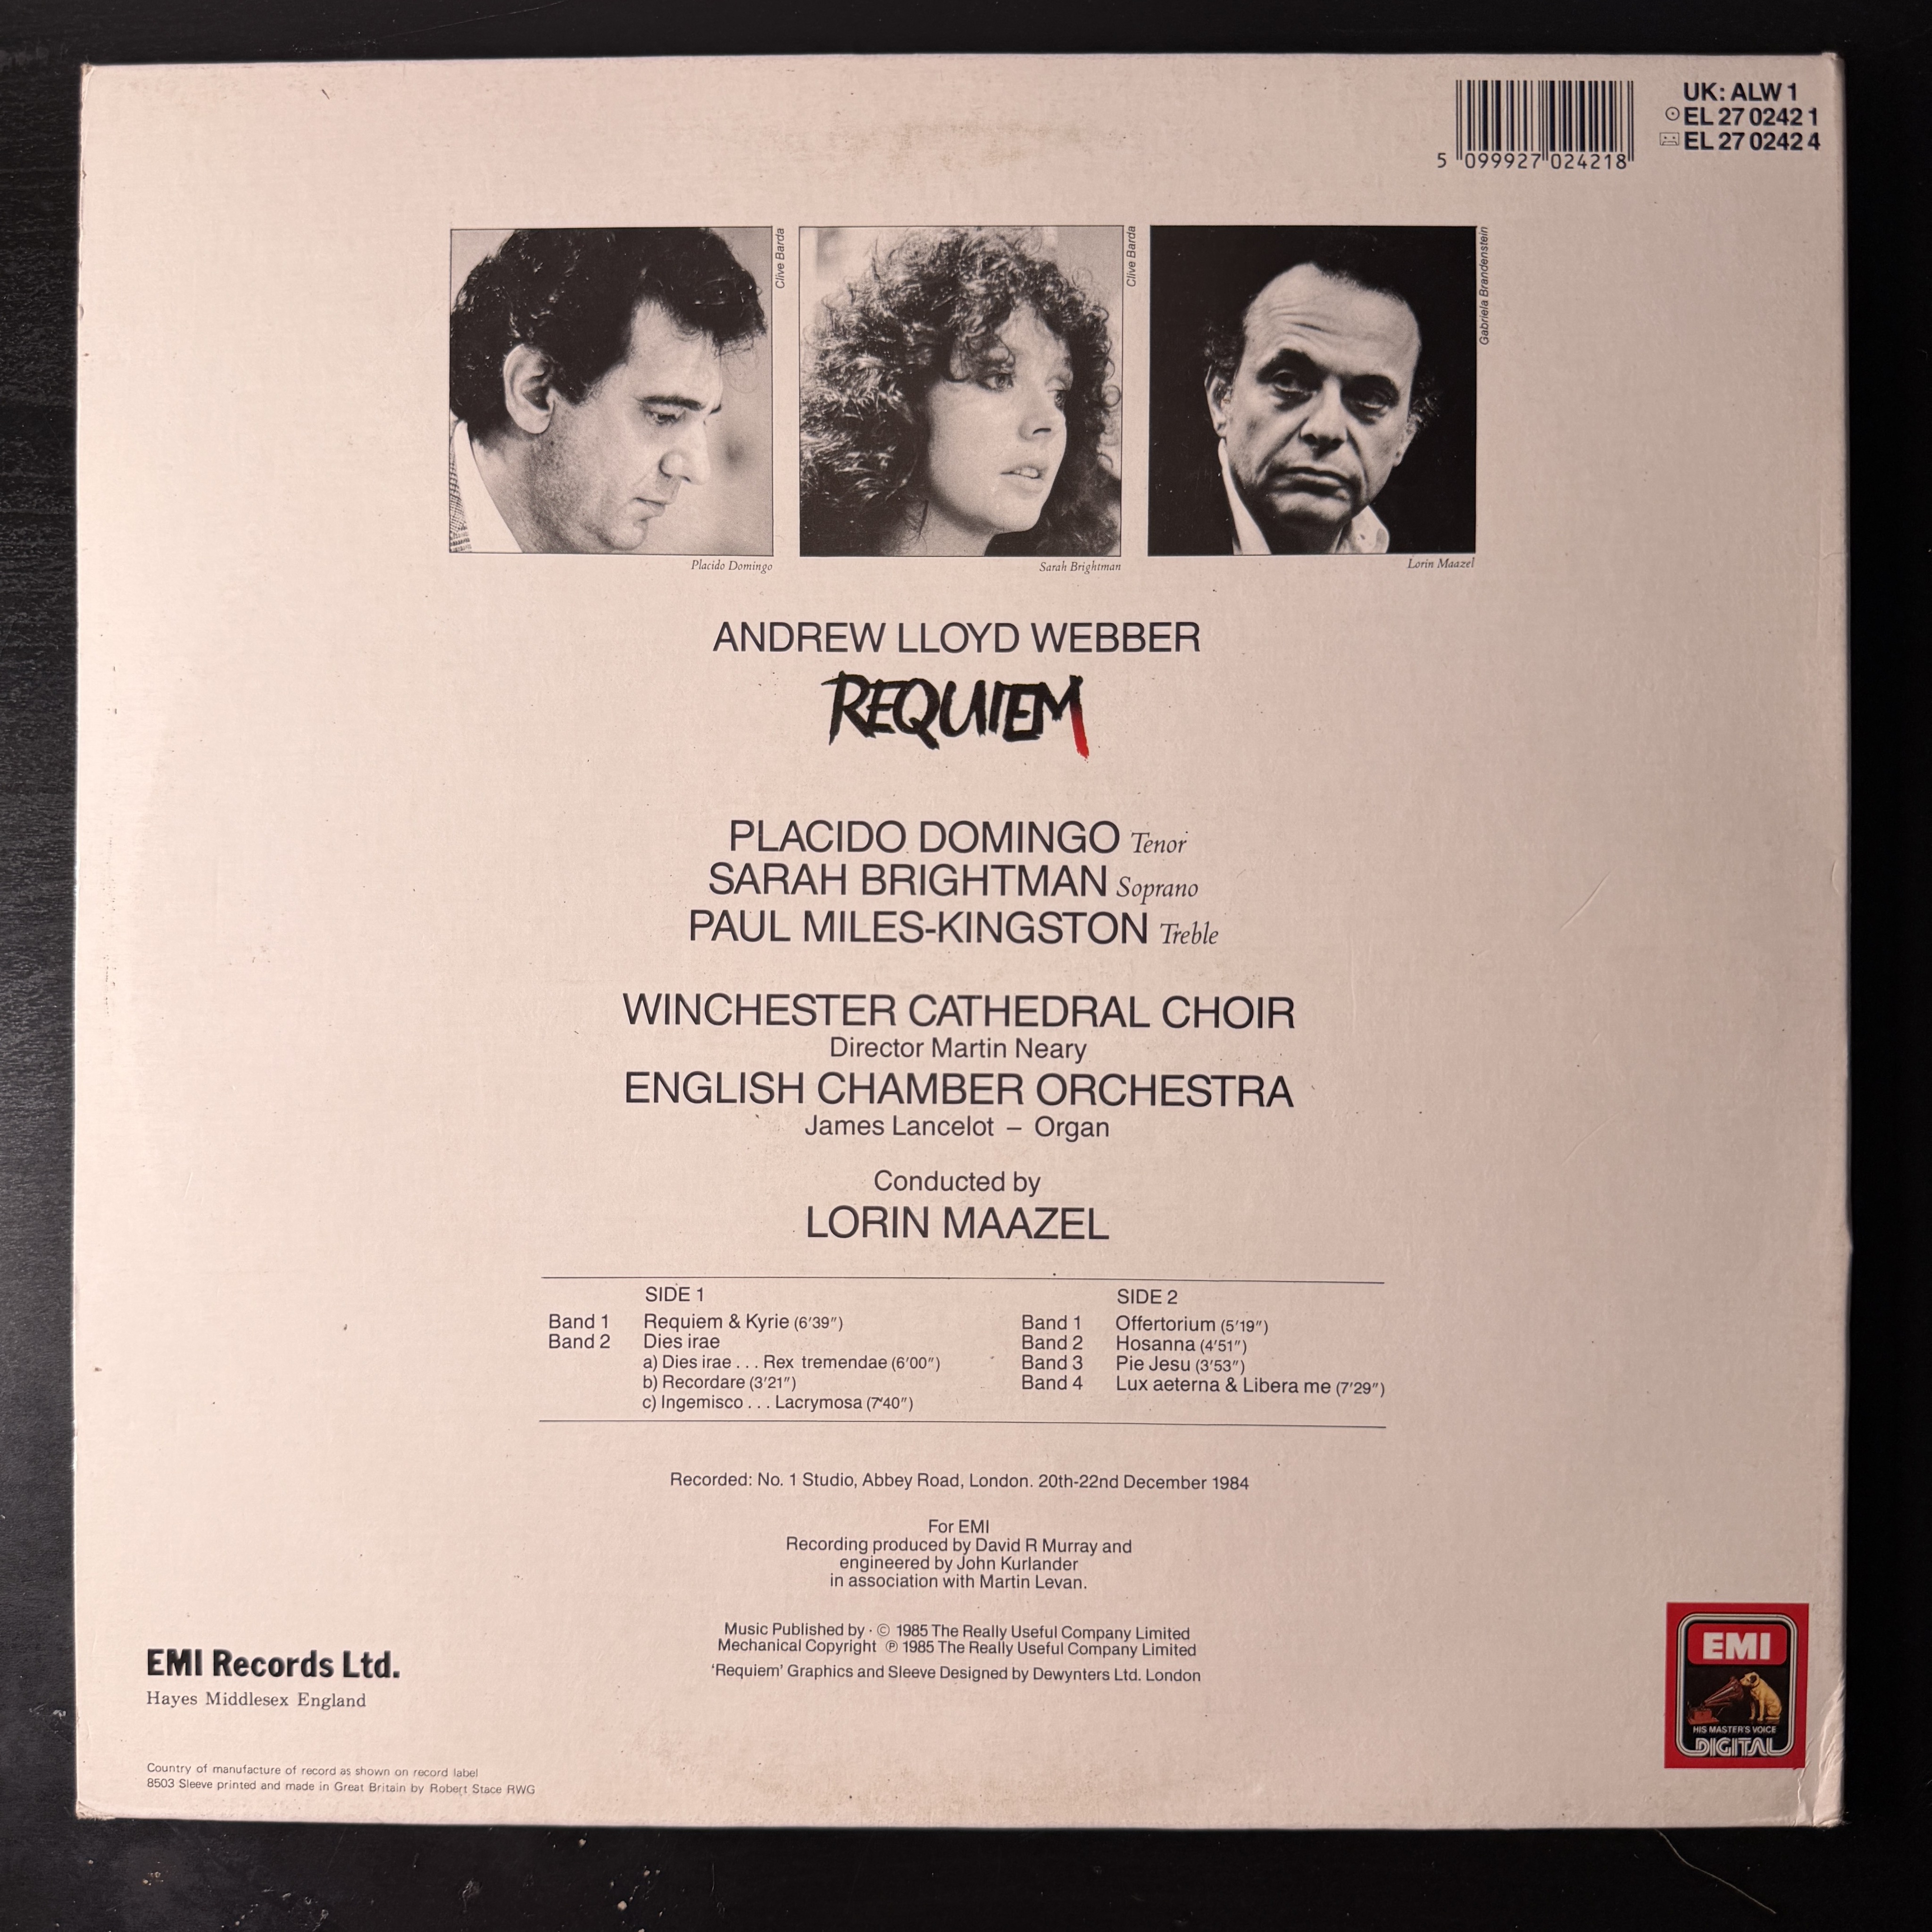 UK: ALW 1
EL 27 0242 1
EL 27 0242 4
5 099927 024218
Clive Barda
Clive Barda
Gabriela Brandenstein
Placido Domingo
Sarah Brightman
Lorin Maazel
ANDREW LLOYD WEBBER
REQUIEM
PLACIDO DOMINGO Tenor
SARAH BRIGHTMAN Soprano
PAUL MILES-KINGSTON Treble
WINCHESTER CATHEDRAL CHOIR
Director Martin Neary
ENGLISH CHAMBER ORCHESTRA
James Lancelot – Organ
Conducted by
LORIN MAAZEL
SIDE 1
Band 1 Requiem & Kyrie (6′39″)
Band 2 Dies irae
a) Dies irae . . . Rex tremendae (6′00″)
b) Recordare (3′21″)
c) Ingemisco . . . Lacrymosa (7′40″)
SIDE 2
Band 1 Offertorium (5′19″)
Band 2 Hosanna (4′51″)
Band 3 Pie Jesu (3′53″)
Band 4 Lux aeterna & Libera me (7′29″)
Recorded: No. 1 Studio, Abbey Road, London. 20th-22nd December 1984
For EMI
Recording produced by David R Murray and
engineered by John Kurlander
in association with Martin Levan.
Music Published by · © 1985 The Really Useful Company Limited
Mechanical Copyright ℗ 1985 The Really Useful Company Limited
‘Requiem’ Graphics and Sleeve Designed by Dewynters Ltd. London
EMI Records Ltd.
Hayes Middlesex England
Country of manufacture of record as shown on record label
8503 Sleeve printed and made in Great Britain by Robert Stace RWG
EMI
HIS MASTER'S VOICE
DIGITAL